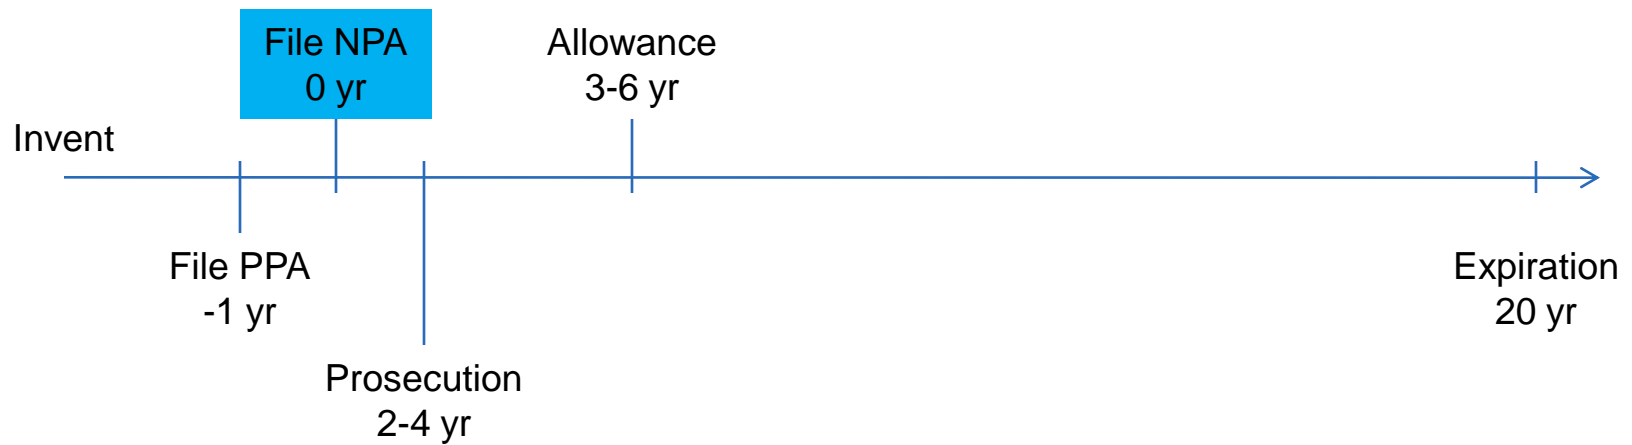 Invent
File PPA
-1 yr
File NPA
0 yr
Prosecution
2-4 yr
Allowance
3-6 yr
Expiration
20 yr